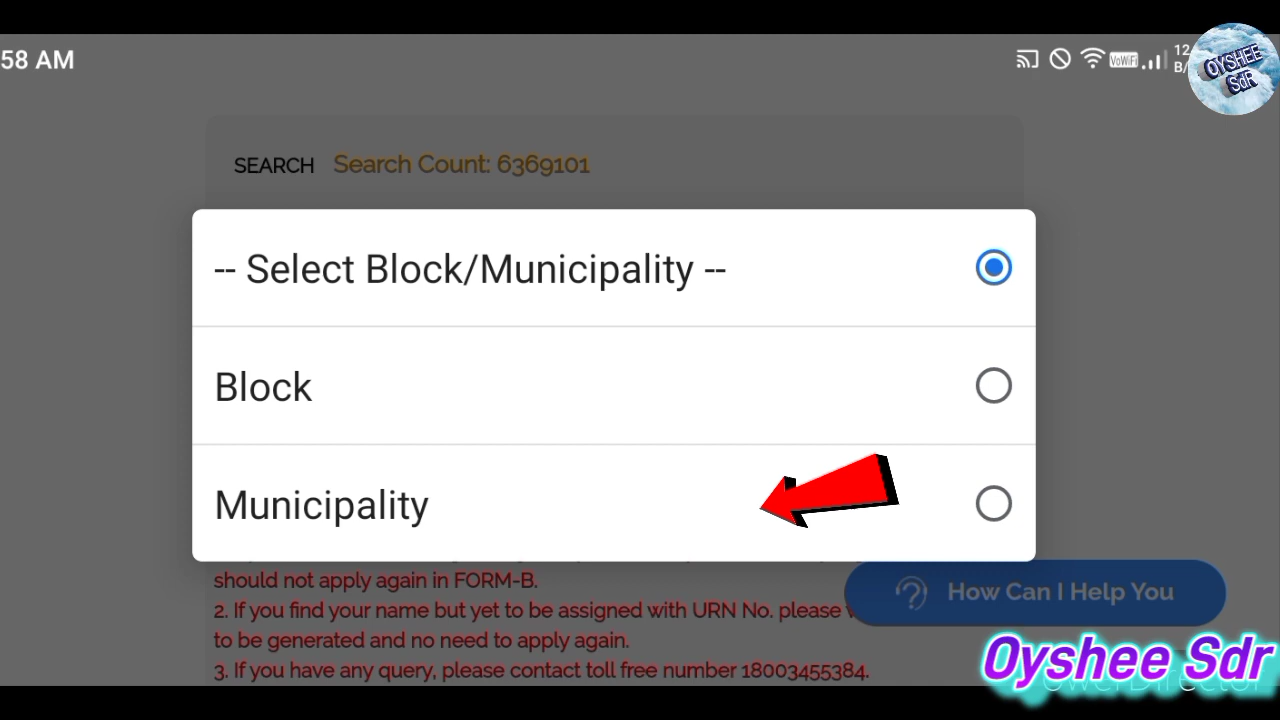 58 AM
VoWiFi
12
B/
OYSHEE
SdR
SEARCH Search Count: 6369101
-- Select Block/Municipality --
Block
Municipality
should not apply again in FORM-B.
2. If you find your name but yet to be assigned with URN No. please
to be generated and no need to apply again.
3. If you have any query, please contact toll free number 18003455384.
How Can I Help You
Oyshee Sdr
PowerDirector